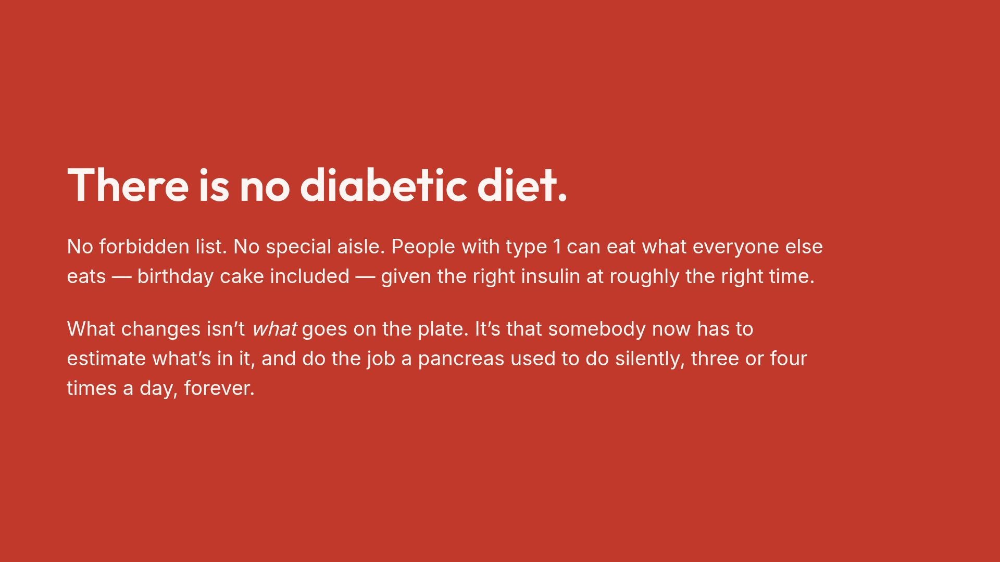 There is no diabetic diet.
No forbidden list. No special aisle. People with type 1 can eat what everyone else
eats — birthday cake included — given the right insulin at roughly the right time.
What changes isn’t what goes on the plate. It’s that somebody now has to
estimate what’s in it, and do the job a pancreas used to do silently, three or four
times a day, forever.